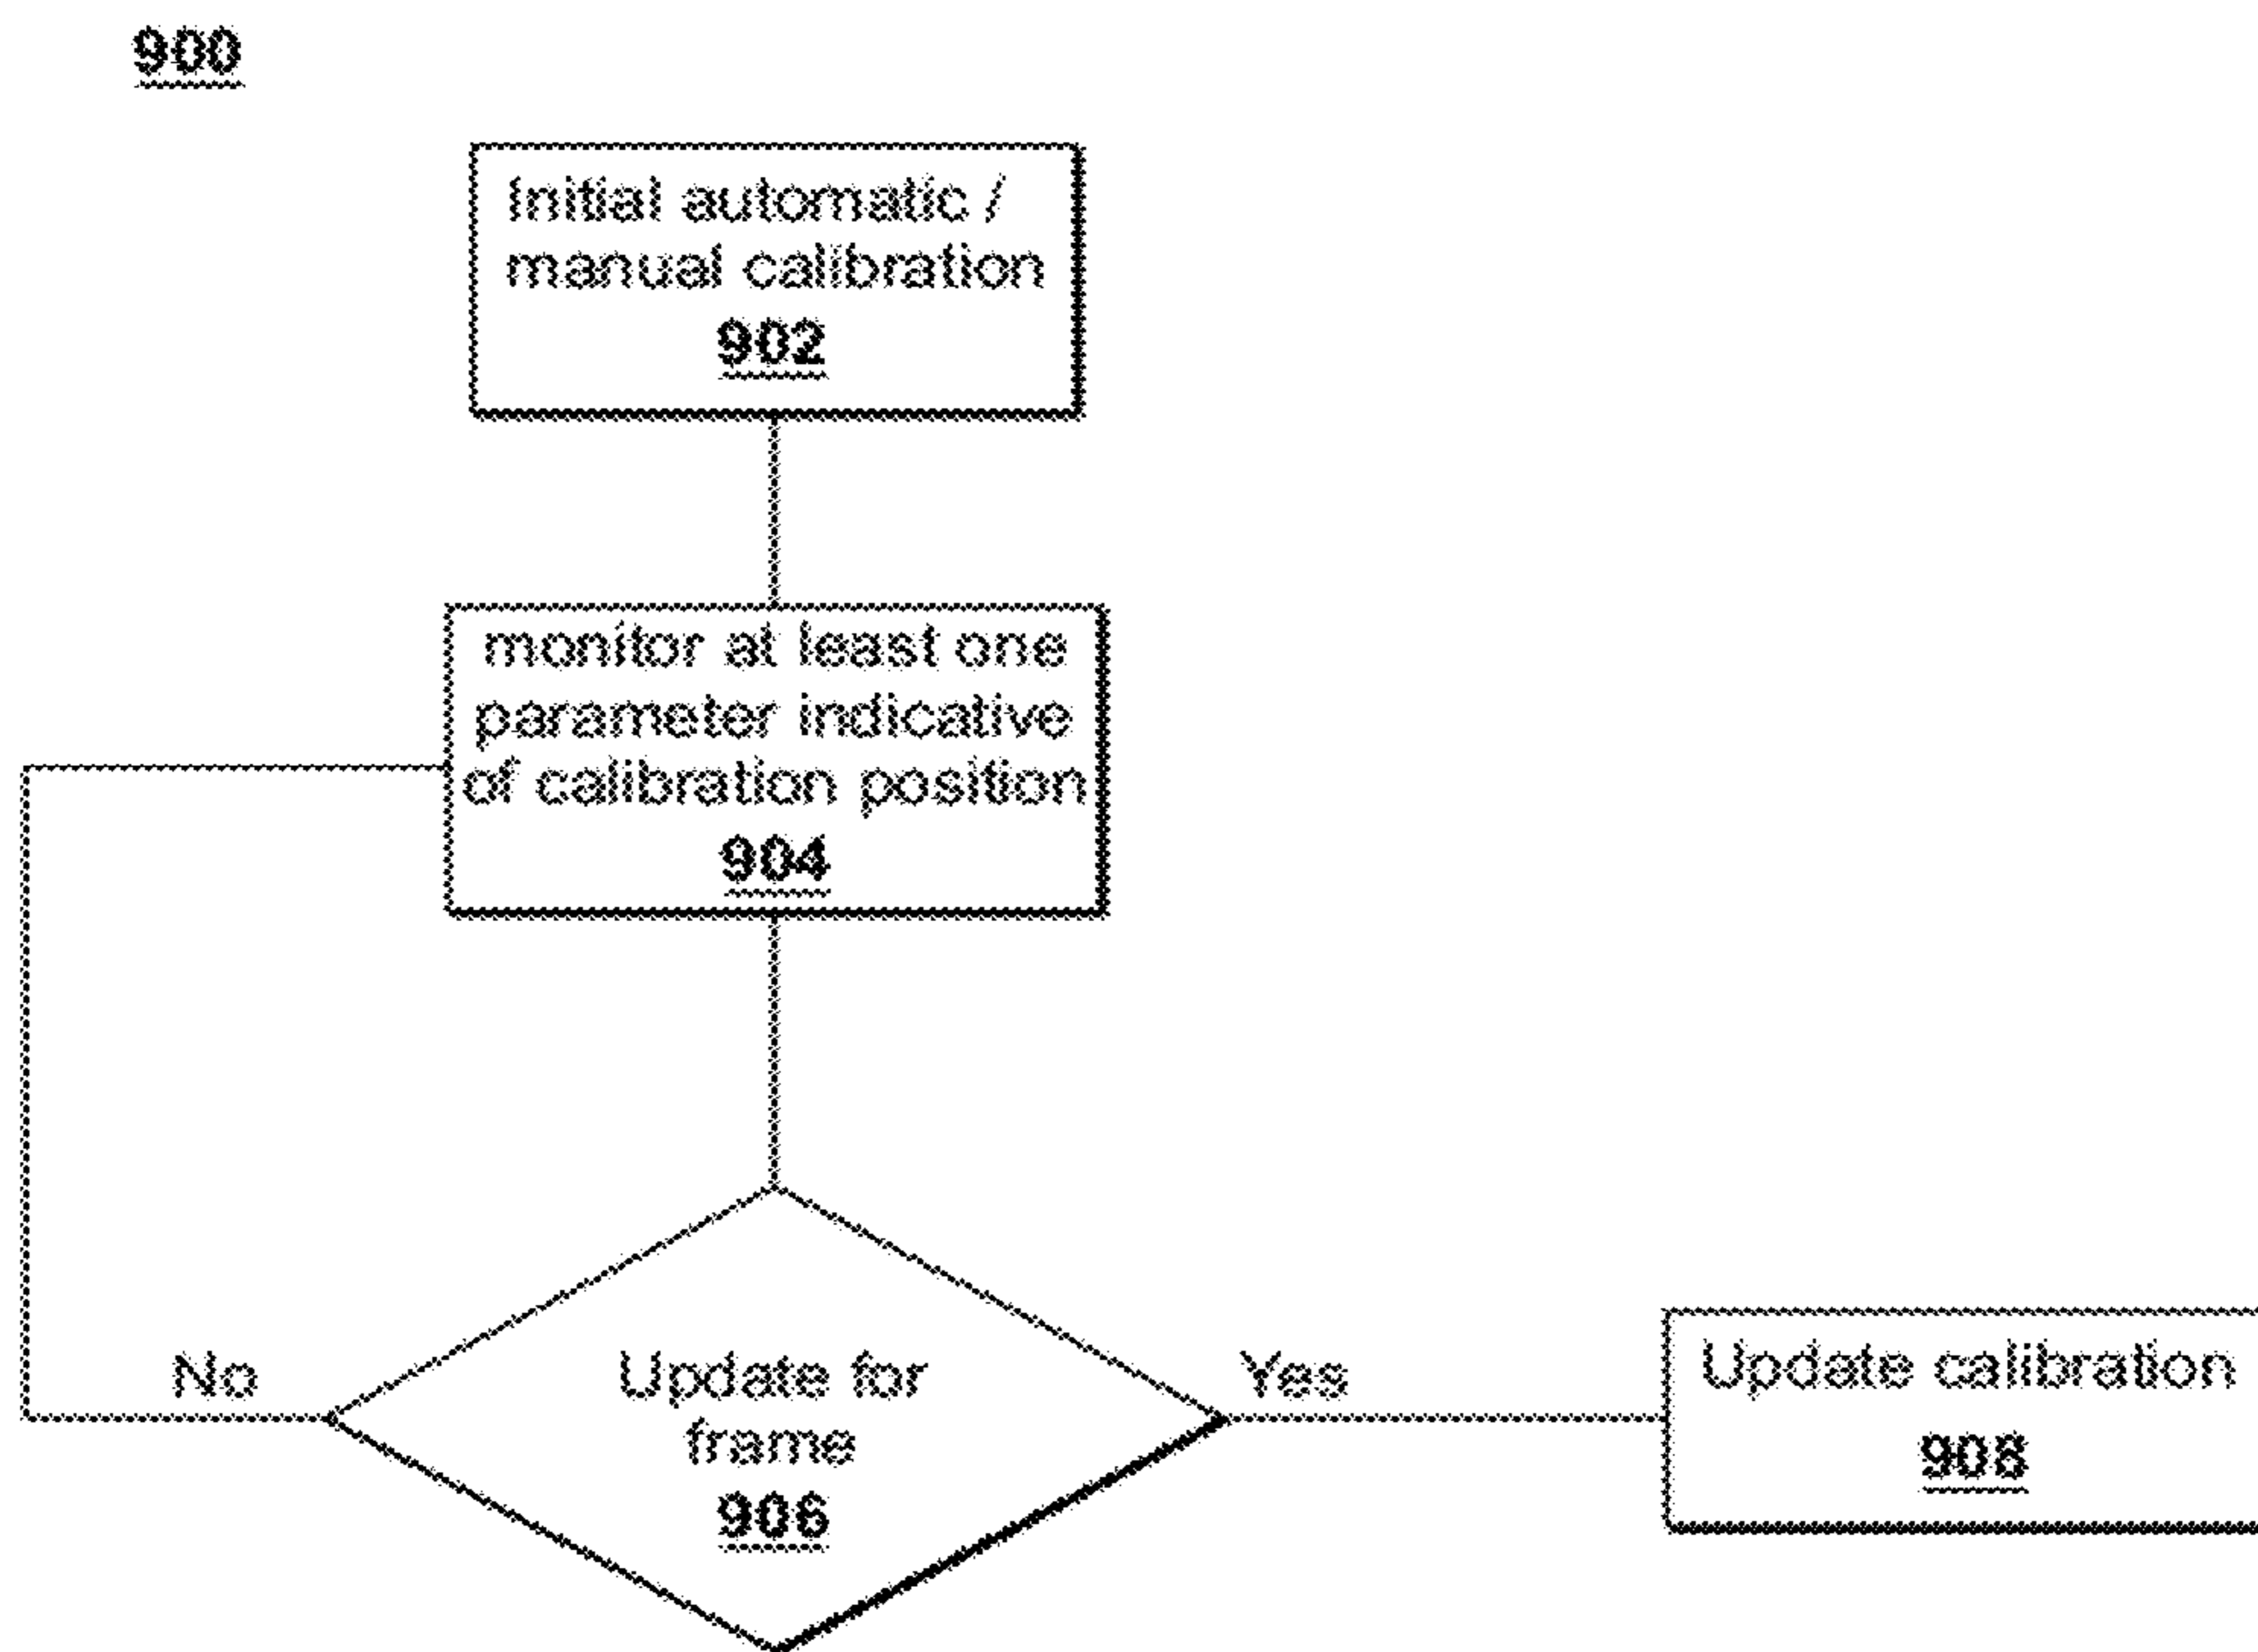 900
Initial automatic /
manual calibration
902
monitor at least one
parameter indicative
of calibration position
904
No
Update for
frame
906
Yes
Update calibration
908